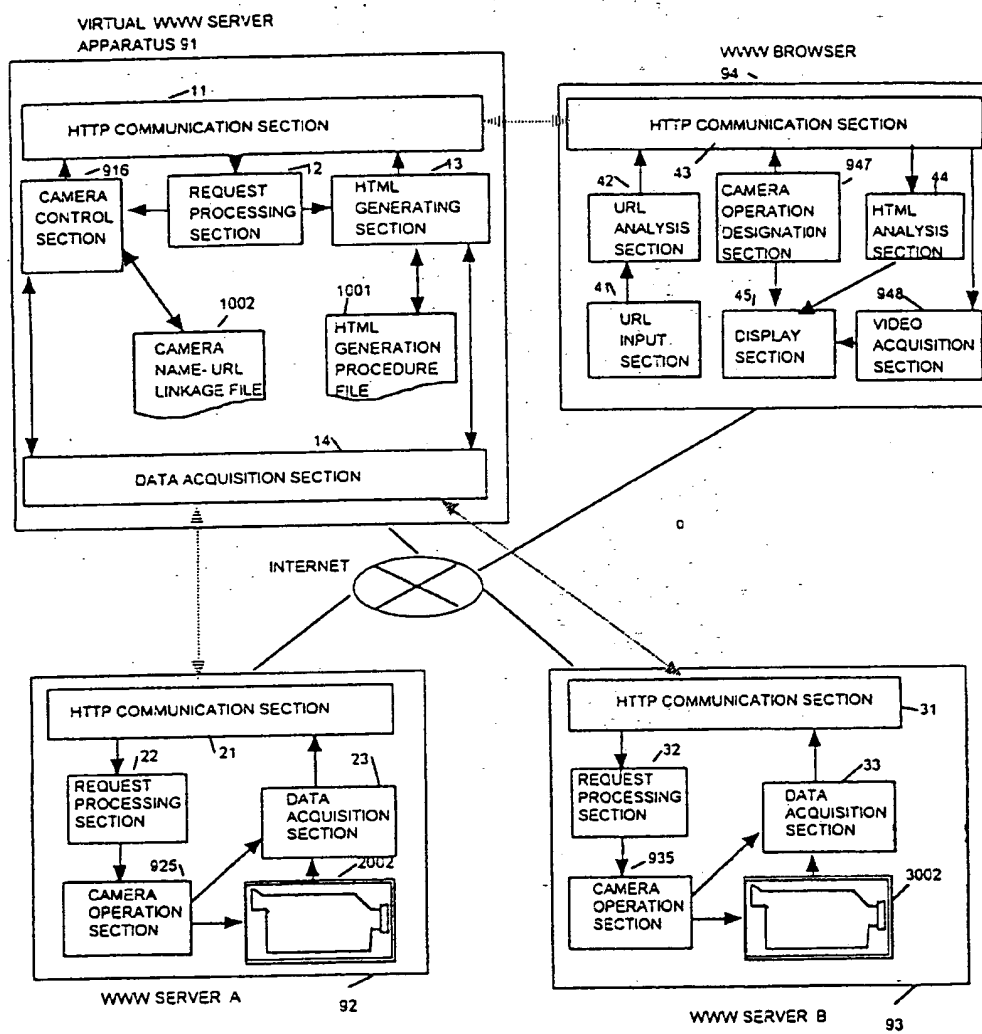 VIRTUAL WWW SERVER
APPARATUS 91
11
HTTP COMMUNICATION SECTION
916
CAMERA
CONTROL
SECTION
12
REQUEST
PROCESSING
SECTION
13
HTML
GENERATING
SECTION
1002
CAMERA
NAME- URL
LINKAGE FILE
1001
HTML
GENERATION
PROCEDURE
FILE
14
DATA ACQUISITION SECTION
WWW BROWSER
94
HTTP COMMUNICATION SECTION
43
42
URL
ANALYSIS
SECTION
947
CAMERA
OPERATION
DESIGNATION
SECTION
44
HTML
ANALYSIS
SECTION
41
URL
INPUT
SECTION
45
DISPLAY
SECTION
948
VIDEO
ACQUISITION
SECTION
INTERNET
HTTP COMMUNICATION SECTION
21
22
REQUEST
PROCESSING
SECTION
23
DATA
ACQUISITION
SECTION
925
CAMERA
OPERATION
SECTION
2002
WWW SERVER A
92
HTTP COMMUNICATION SECTION
31
32
REQUEST
PROCESSING
SECTION
33
DATA
ACQUISITION
SECTION
935
CAMERA
OPERATION
SECTION
3002
WWW SERVER B
93